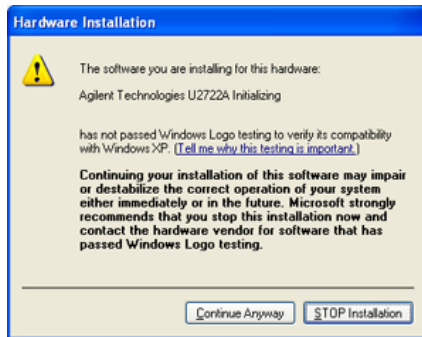 Hardware Installation
The software you are installing for this hardware:
Agilent Technologies U2722A Initializing
has not passed Windows Logo testing to verify its compatibility
with Windows XP. (Tell me why this testing is important.)
Continuing your installation of this software may impair
or destabilize the correct operation of your system
either immediately or in the future. Microsoft strongly
recommends that you stop this installation now and
contact the hardware vendor for software that has
passed Windows Logo testing.
Continue Anyway STOP Installation